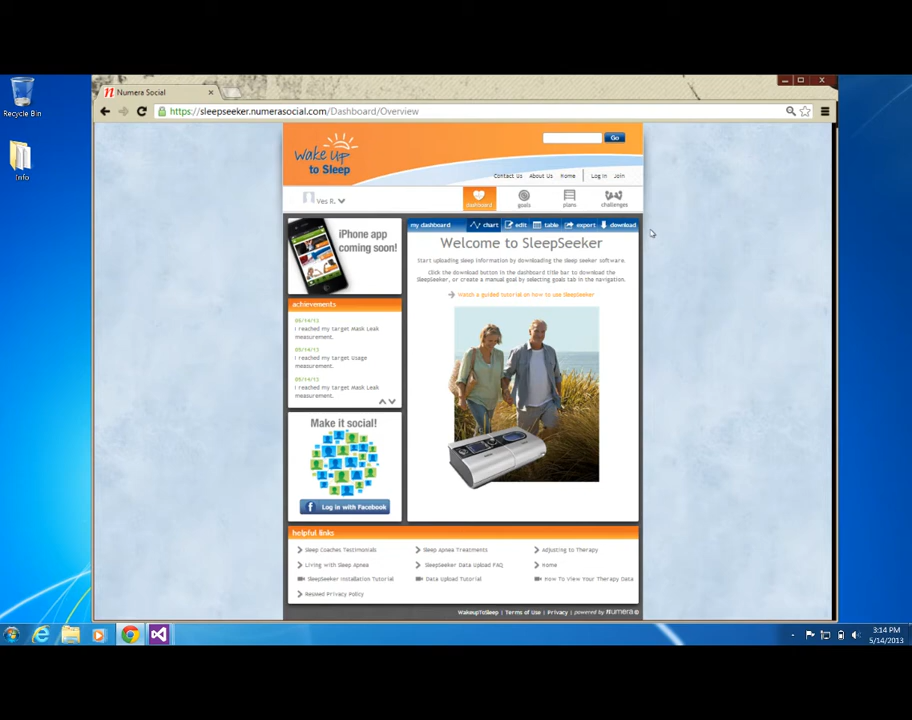 Numera Social
Recycle Bin
https://sleepseeker.numerasocial.com/Dashboard/Overview
Info
Wake Up
to Sleep
Go
Contact Us About Us Home Log In Join
Ves R.
dashboard goals plans challenges
iPhone app
coming soon!
my dashboard chart edit table export download
Welcome to SleepSeeker
Start uploading sleep information by downloading the sleep seeker software.
Click the download button in the dashboard title bar to download the
SleepSeeker, or create a manual goal by selecting goals tab in the navigation.
Watch a guided tutorial on how to use SleepSeeker
achievements
05/14/13
I reached my target Mask Leak
measurement.
05/14/13
I reached my target Usage
measurement.
05/14/13
I reached my target Mask Leak
measurement.
Make it social!
Log in with Facebook
helpful links
Sleep Coaches Testimonials
Sleep Apnea Treatments
Adjusting to Therapy
Living with Sleep Apnea
SleepSeeker Data Upload FAQ
Home
SleepSeeker Installation Tutorial
Data Upload Tutorial
How To View Your Therapy Data
ResMed Privacy Policy
WakeupToSleep | Terms of Use | Privacy | powered by numera ®
3:14 PM
5/14/2013